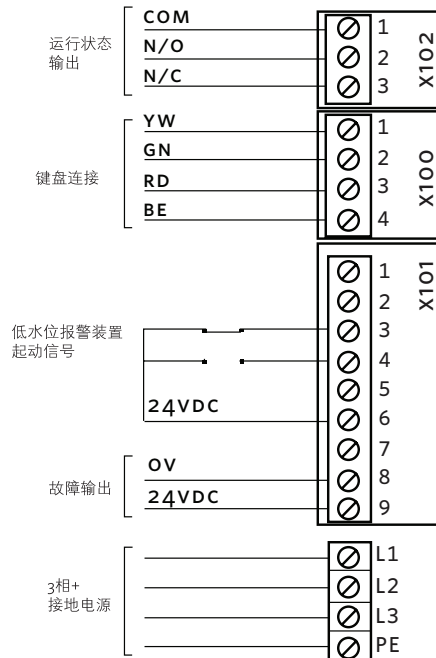 运行状态
输出
COM
N/O
N/C
1
2
3
X102
键盘连接
YW
GN
RD
BE
1
2
3
4
X100
低水位报警装置
起动信号
24VDC
1
2
3
4
5
6
7
8
9
X101
故障输出
0V
24VDC
3相+
接地电源
L1
L2
L3
PE